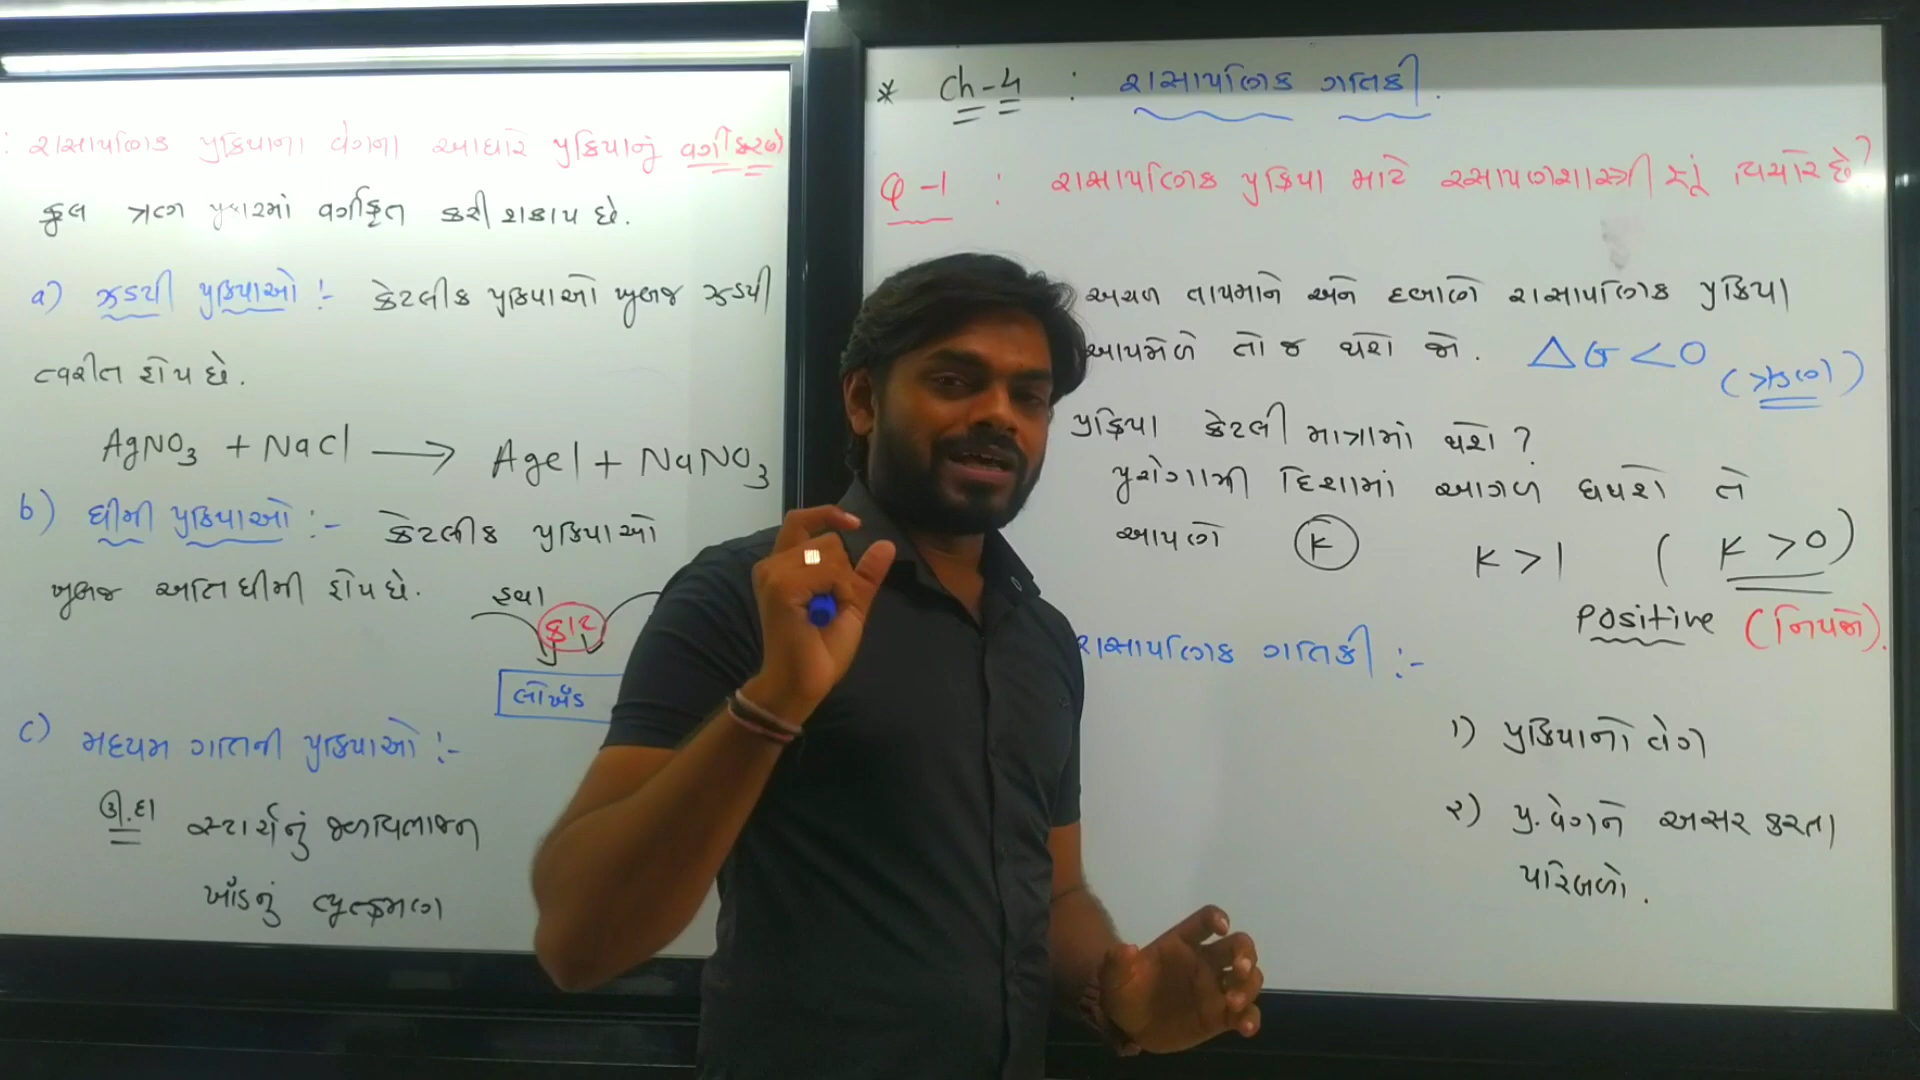 : રાસાયણિક પ્રક્રિયાના વેગના આધારે પ્રક્રિયાનું વર્ગીકરણ
કુલ ત્રણ પ્રકારમાં વર્ગીકૃત કરી શકાય છે.
a) ઝડપી પ્રક્રિયાઓ :- કેટલીક પ્રક્રિયાઓ ખુબજ ઝડપી
ત્વરીત હોય છે.
AgNO3 + NaCl → Agcl + NaNO3
b) ધીમી પ્રક્રિયાઓ :- કેટલીક પ્રક્રિયાઓ
ખુબજ અતિ ધીમી હોય છે.
હવા
કાટ
લોખંડ
c) મધ્યમ ગતિની પ્રક્રિયાઓ :-
ઊ.દા સ્ટાર્ચનું જળવિભાજન
ખાંડનું વ્યુત્ક્રમણ
* Ch-4 : રાસાયણિક ગતિકી.
Q-1 : રાસાયણિક પ્રક્રિયા માટે રસાયણશાસ્ત્રી શું વિચારે છે?
અચળ તાપમાને અને દબાણે રાસાયણિક પ્રક્રિયા
આપમેળે તો જ થશે જો. ΔG < 0
પ્રક્રિયા કેટલી માત્રામાં થશે ?
પુરોગામી દિશામાં આગળ ધપશે તે
આપણે K K > 1 ( K > 0 )
positive (નિપજો).
રાસાયણિક ગતિકી :-
૧) પ્રક્રિયાનો વેગ
૨) પ્ર. વેગને અસર કરતા
પરિબળો.